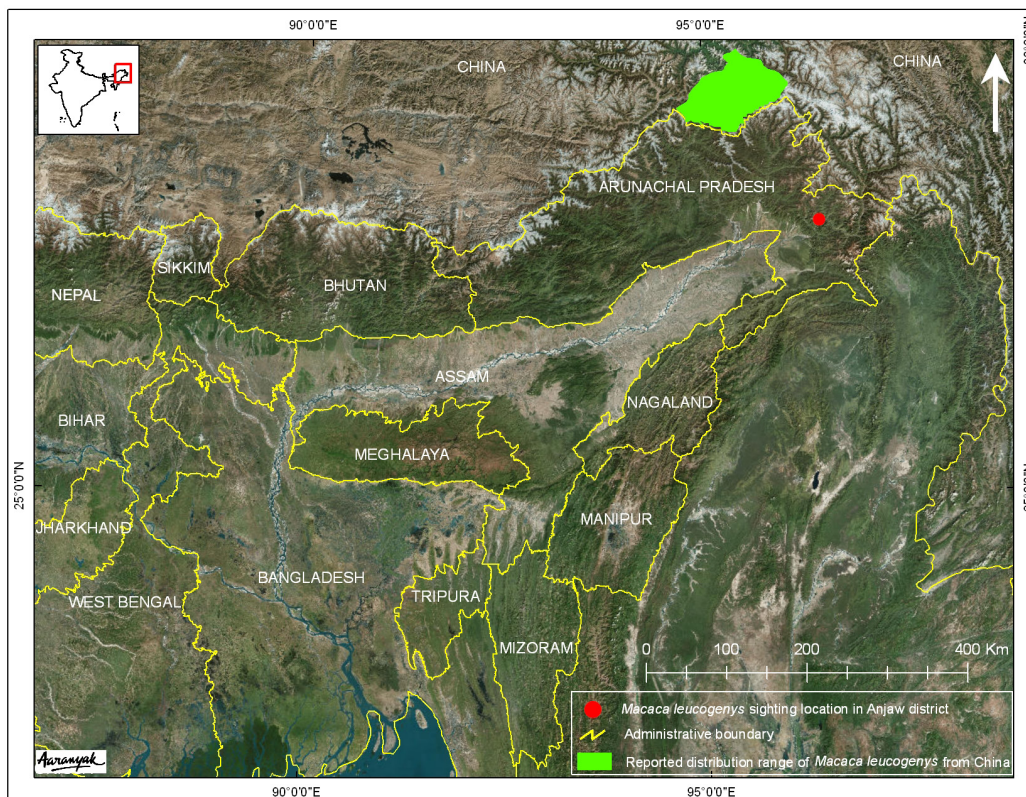 90°0'0"E
95°0'0"E
CHINA
CHINA
ARUNACHAL PRADESH
SIKKIM
NEPAL
BHUTAN
ASSAM
NAGALAND
BIHAR
MEGHALAYA
25°0'0"N
MANIPUR
JHARKHAND
BANGLADESH
TRIPURA
WEST BENGAL
MIZORAM
0 100 200 400 Km
Macaca leucogenys sighting location in Anjaw district
Administrative boundary
Reported distribution range of Macaca leucogenys from China
Aaranyak
90°0'0"E
95°0'0"E